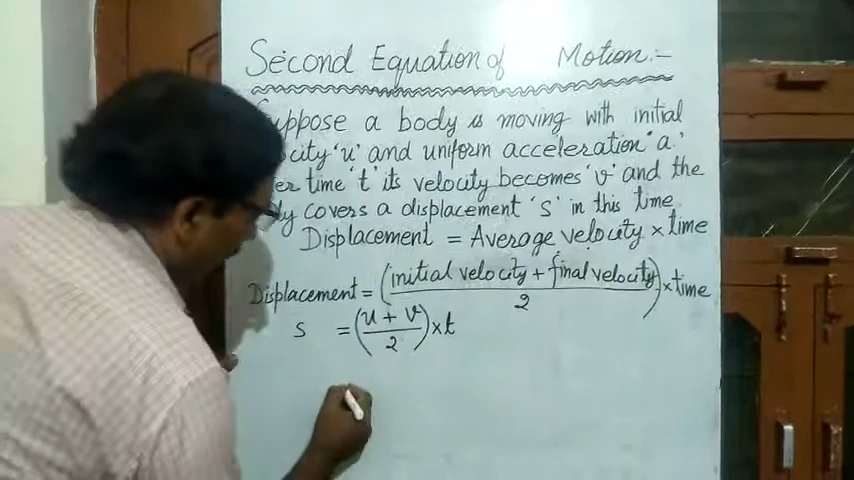 Second Equation of Motion :-
Suppose a body is moving with initial
city 'u' and uniform acceleration 'a'.
er time 't' its velocity becomes 'v' and the
dy covers a displacement 's' in this time
Displacement = Average velocity × time
Displacement = (initial velocity + final velocity / 2) × time
s = (u + v / 2) × t